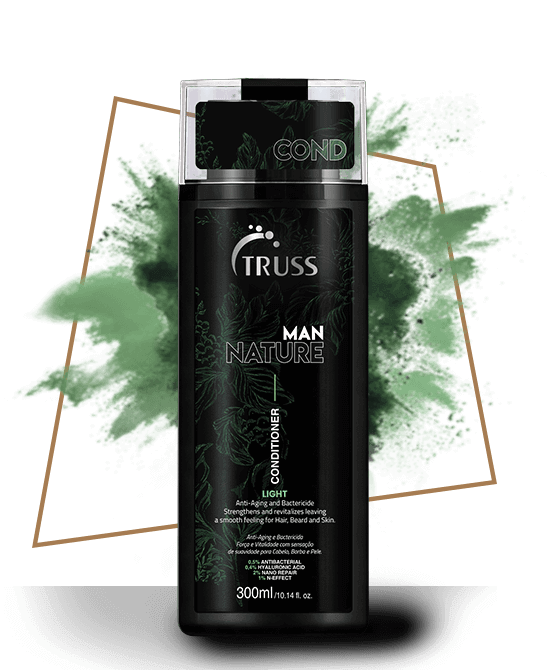 COND
TRUSS
MAN
NATURE
CONDITIONER
LIGHT
Anti-Aging and Bactericide
Strengthens and revitalizes leaving
a smooth feeling for Hair, Beard and Skin.
Anti-Aging e Bactericida
Força e Vitalidade com sensação
de suavidade para Cabelo, Barba e Pele.
0,5% ANTIBACTERIAL
0,4% HYALURONIC ACID
2% NANO REPAIR
1% N-EFFECT
300ml/10.14 fl. oz.